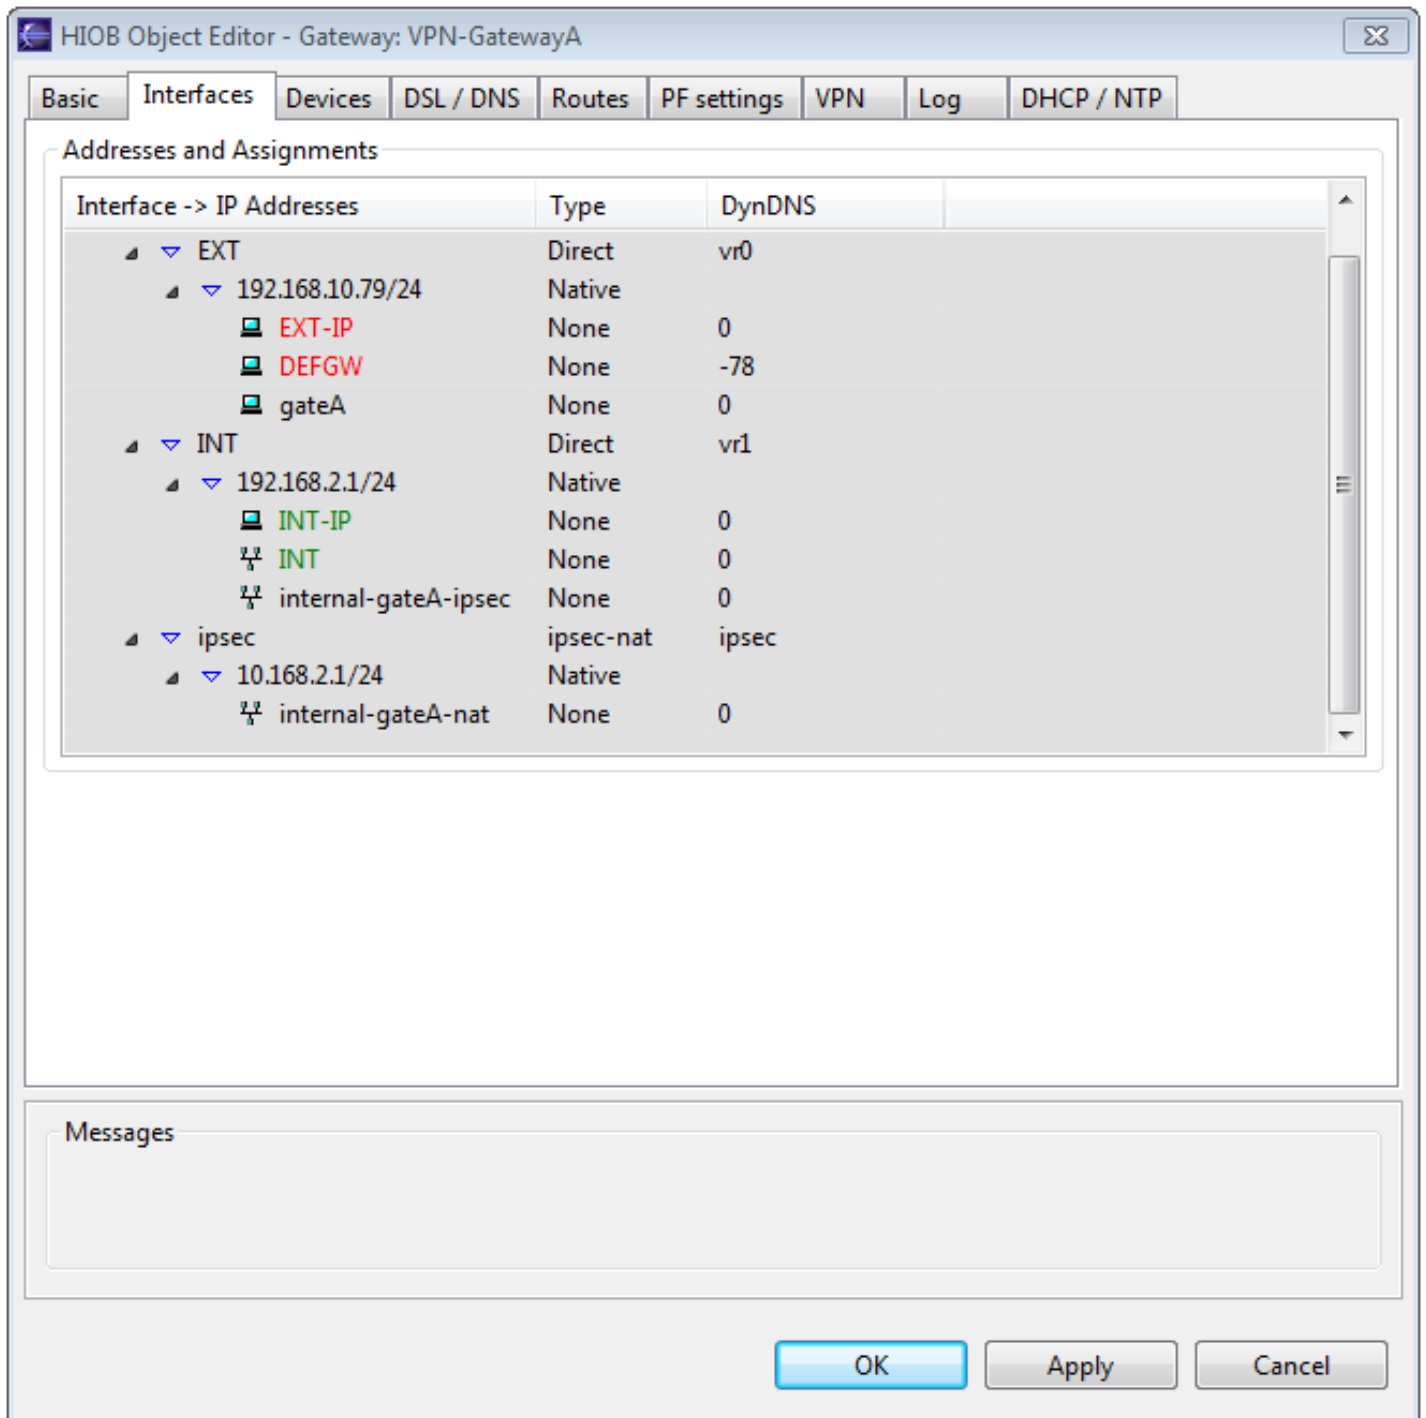 HIOB Object Editor - Gateway: VPN-GatewayA
Basic Interfaces Devices DSL / DNS Routes PF settings VPN Log DHCP / NTP
Addresses and Assignments
Interface -> IP Addresses Type DynDNS
EXT Direct vr0
192.168.10.79/24 Native
EXT-IP None 0
DEFGW None -78
gateA None 0
INT Direct vr1
192.168.2.1/24 Native
INT-IP None 0
INT None 0
internal-gateA-ipsec None 0
ipsec ipsec-nat ipsec
10.168.2.1/24 Native
internal-gateA-nat None 0
Messages
OK Apply Cancel